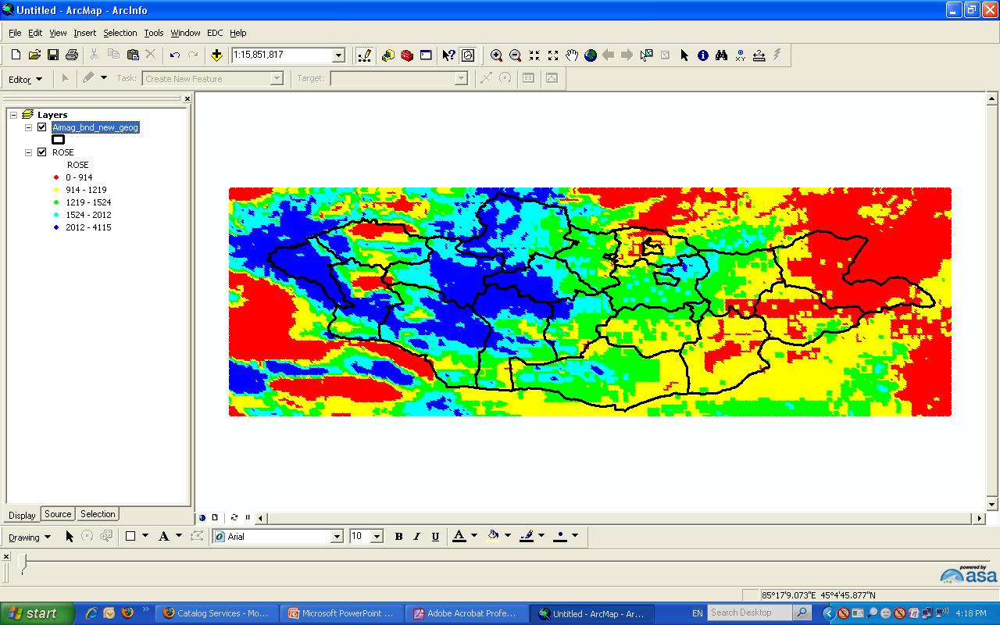 Untitled - ArcMap - ArcInfo
File Edit View Insert Selection Tools Window EDC Help
1:15,851,817
Editor Task: Create New Feature Target:
Layers
Aimag_bnd_new_geog
ROSE
ROSE
0 - 914
914 - 1219
1219 - 1524
1524 - 2012
2012 - 4115
Display Source Selection
Drawing A Arial 10 B I U A
powered by
asa
85°17'9.073"E 45°4'45.877"N
start Catalog Services - Mo... Microsoft PowerPoint ... Adobe Acrobat Profe... Untitled - ArcMap - Ar... EN Search Desktop 4:18 PM